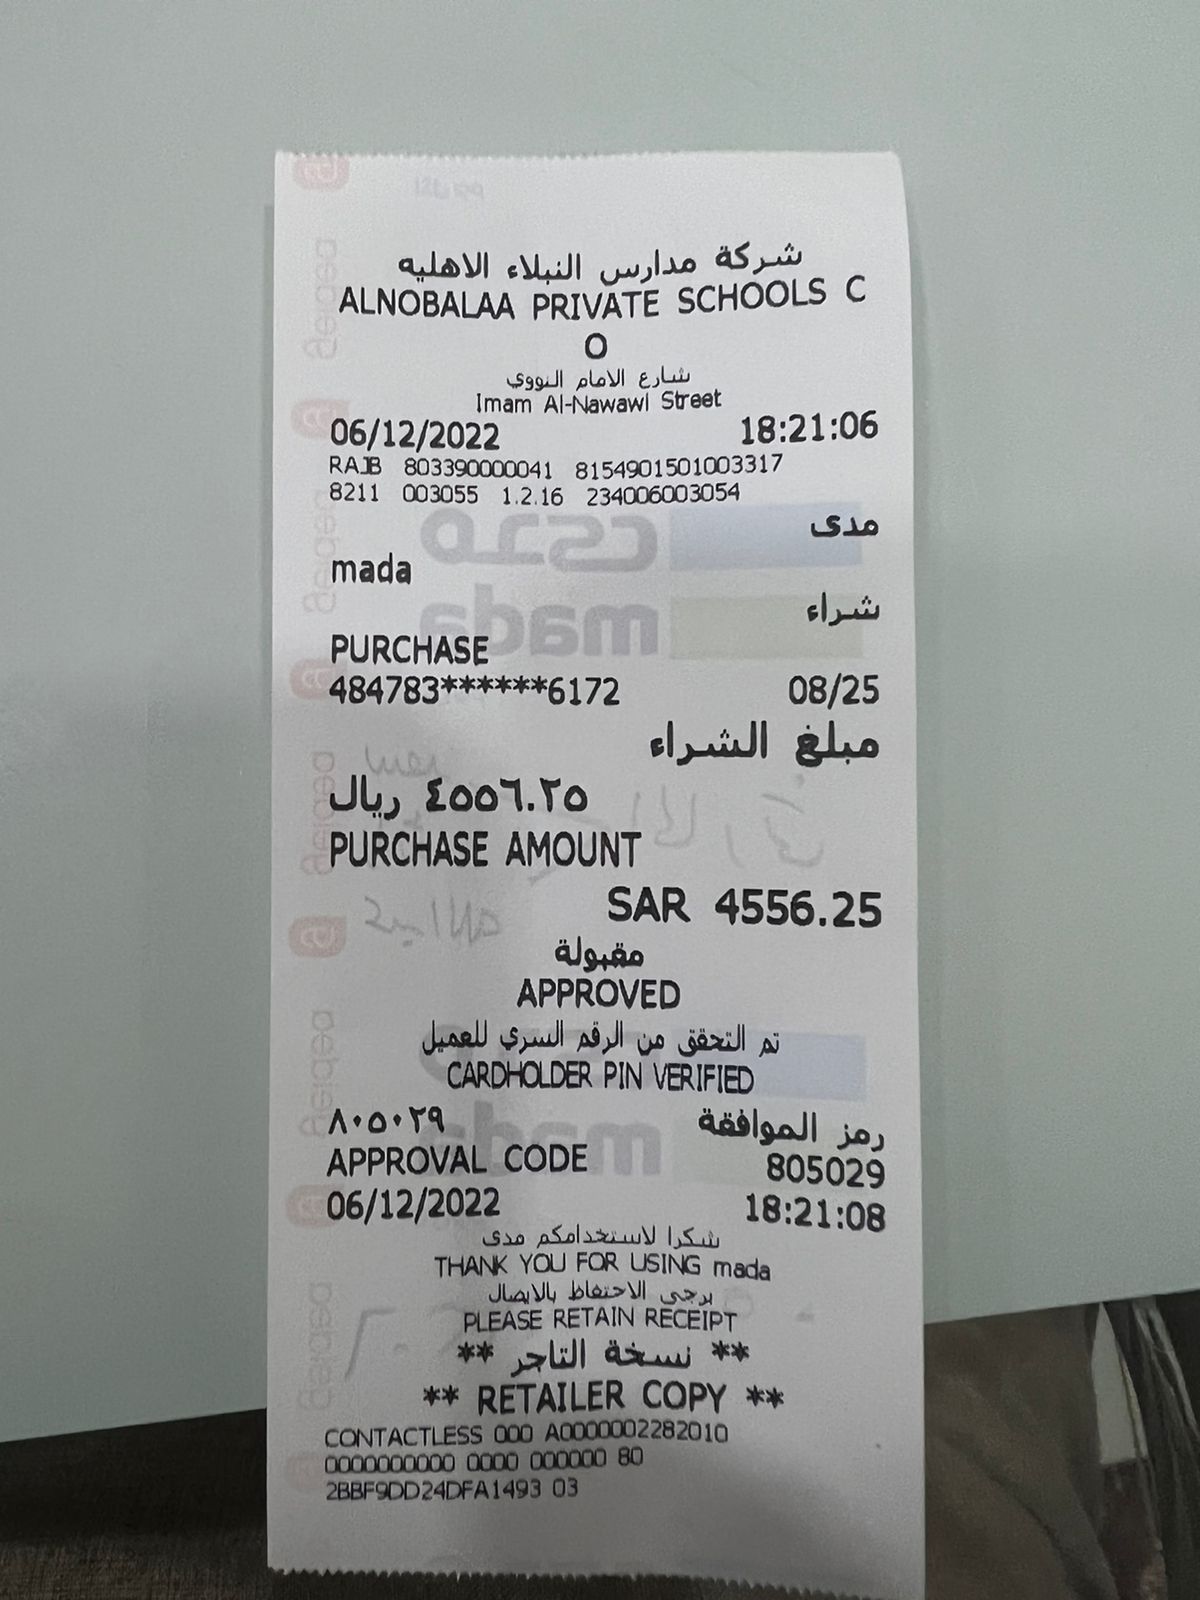 شركة مدارس النبلاء الاهليه
ALNOBALAA PRIVATE SCHOOLS C
O
شارع الامام النووي
Imam Al-Nawawi Street
06/12/2022 18:21:06
RAJB 803390000041 8154901501003317
8211 003055 1.2.16 234006003054
مدى
mada
شراء
PURCHASE
484783******6172 08/25
مبلغ الشراء
٤٥٥٦.٢٥ ريال
PURCHASE AMOUNT
SAR 4556.25
مقبولة
APPROVED
تم التحقق من الرقم السري للعميل
CARDHOLDER PIN VERIFIED
رمز الموافقة ٨٠٥٠٢٩
APPROVAL CODE 805029
06/12/2022 18:21:08
شكرا لاستخدامكم مدى
THANK YOU FOR USING mada
يرجى الاحتفاظ بالايصال
PLEASE RETAIN RECEIPT
** نسخة التاجر **
** RETAILER COPY **
CONTACTLESS 000 A0000002282010
0000000000 0000 000000 80
2BBF9DD24DFA1493 03